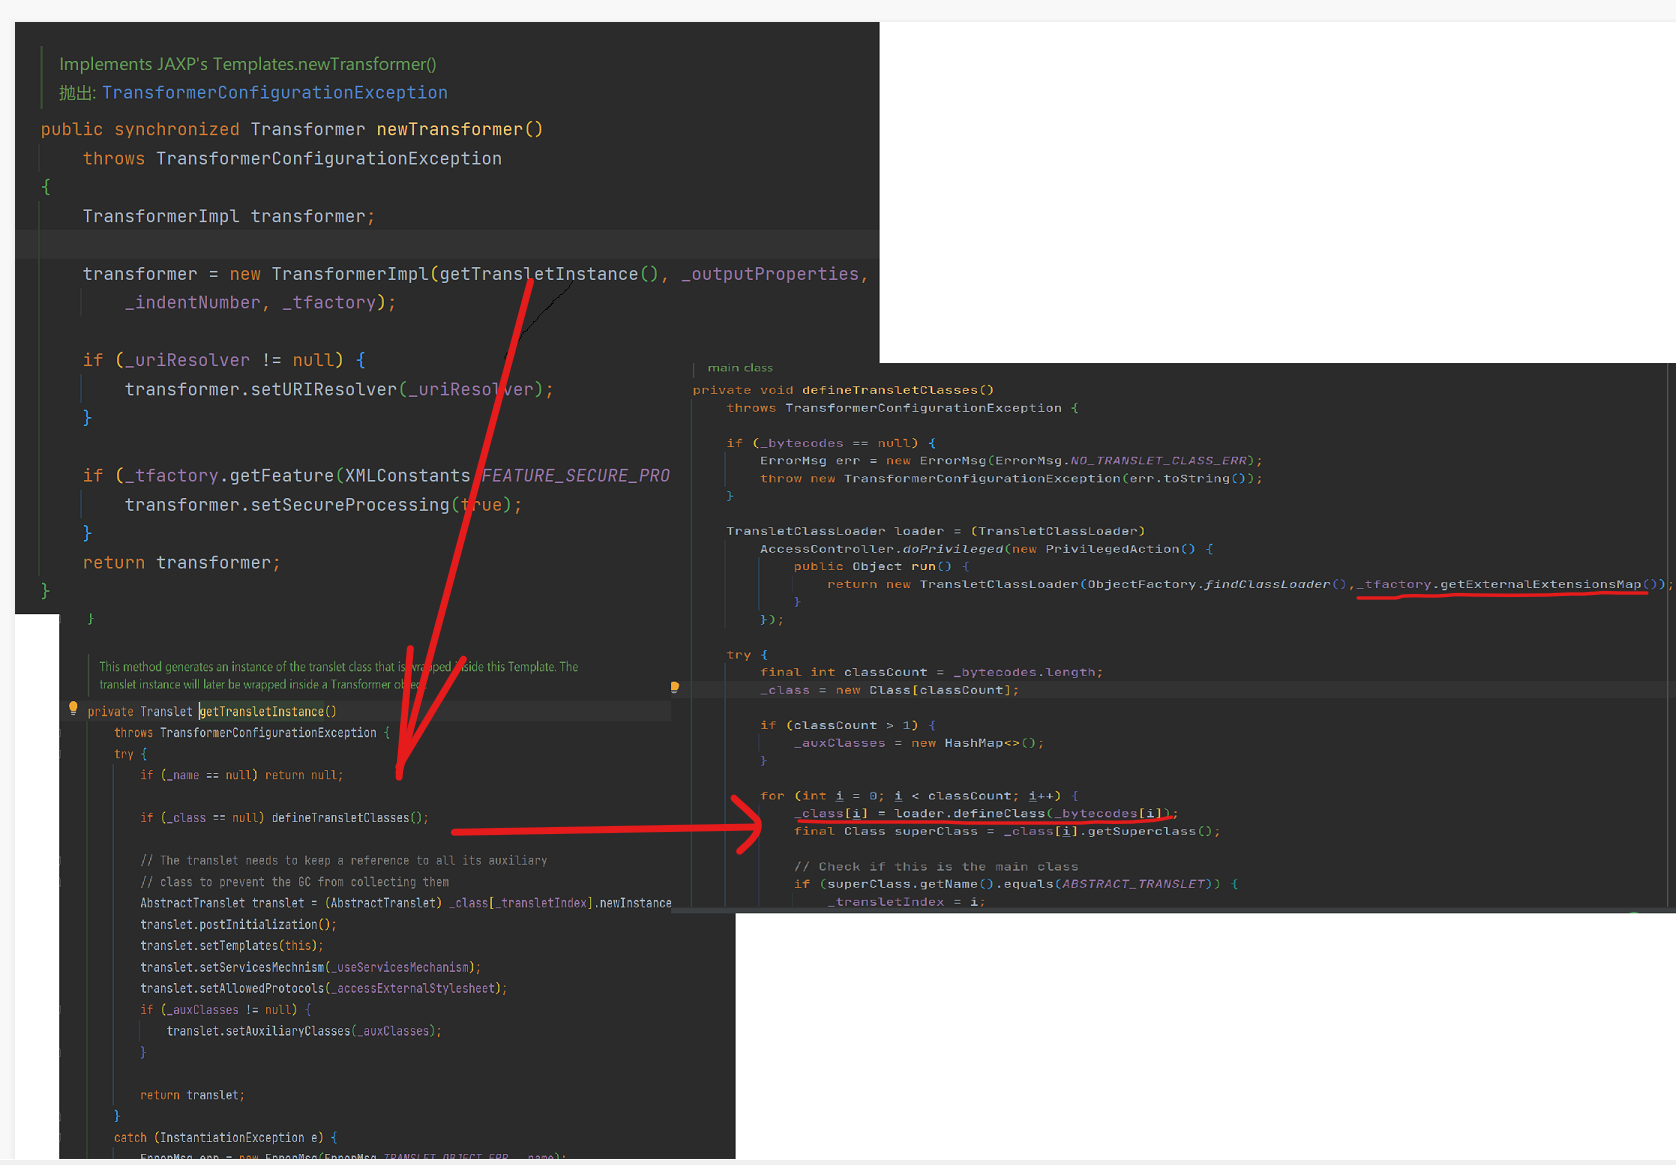 Implements JAXP's Templates.newTransformer()
抛出: TransformerConfigurationException
public synchronized Transformer newTransformer()
throws TransformerConfigurationException
{
TransformerImpl transformer;
transformer = new TransformerImpl(getTransletInstance(), _outputProperties,
_indentNumber, _tfactory);
if (_uriResolver != null) {
transformer.setURIResolver(_uriResolver);
}
if (_tfactory.getFeature(XMLConstants FEATURE_SECURE_PRO
transformer.setSecureProcessing(true);
}
return transformer;
}
}
This method generates an instance of the translet class that is wrapped inside this Template. The
translet instance will later be wrapped inside a Transformer object.
private Translet getTransletInstance()
throws TransformerConfigurationException {
try {
if (_name == null) return null;
if (_class == null) defineTransletClasses();
// The translet needs to keep a reference to all its auxiliary
// class to prevent the GC from collecting them
AbstractTranslet translet = (AbstractTranslet) _class[_transletIndex].newInstance
translet.postInitialization();
translet.setTemplates(this);
translet.setServicesMechnism(_useServicesMechanism);
translet.setAllowedProtocols(_accessExternalStylesheet);
if (_auxClasses != null) {
translet.setAuxiliaryClasses(_auxClasses);
}
return translet;
}
catch (InstantiationException e) {
ErrorMsg err = new ErrorMsg(ErrorMsg.TRANSLET_OBJECT_ERR, _name);
main class
private void defineTransletClasses()
throws TransformerConfigurationException {
if (_bytecodes == null) {
ErrorMsg err = new ErrorMsg(ErrorMsg.NO_TRANSLET_CLASS_ERR);
throw new TransformerConfigurationException(err.toString());
}
TransletClassLoader loader = (TransletClassLoader)
AccessController.doPrivileged(new PrivilegedAction() {
public Object run() {
return new TransletClassLoader(ObjectFactory.findClassLoader(),_tfactory.getExternalExtensionsMap());
}
});
try {
final int classCount = _bytecodes.length;
_class = new Class[classCount];
if (classCount > 1) {
_auxClasses = new HashMap<>();
}
for (int i = 0; i < classCount; i++) {
_class[i] = loader.defineClass(_bytecodes[i]);
final Class superClass = _class[i].getSuperclass();
// Check if this is the main class
if (superClass.getName().equals(ABSTRACT_TRANSLET)) {
_transletIndex = i;